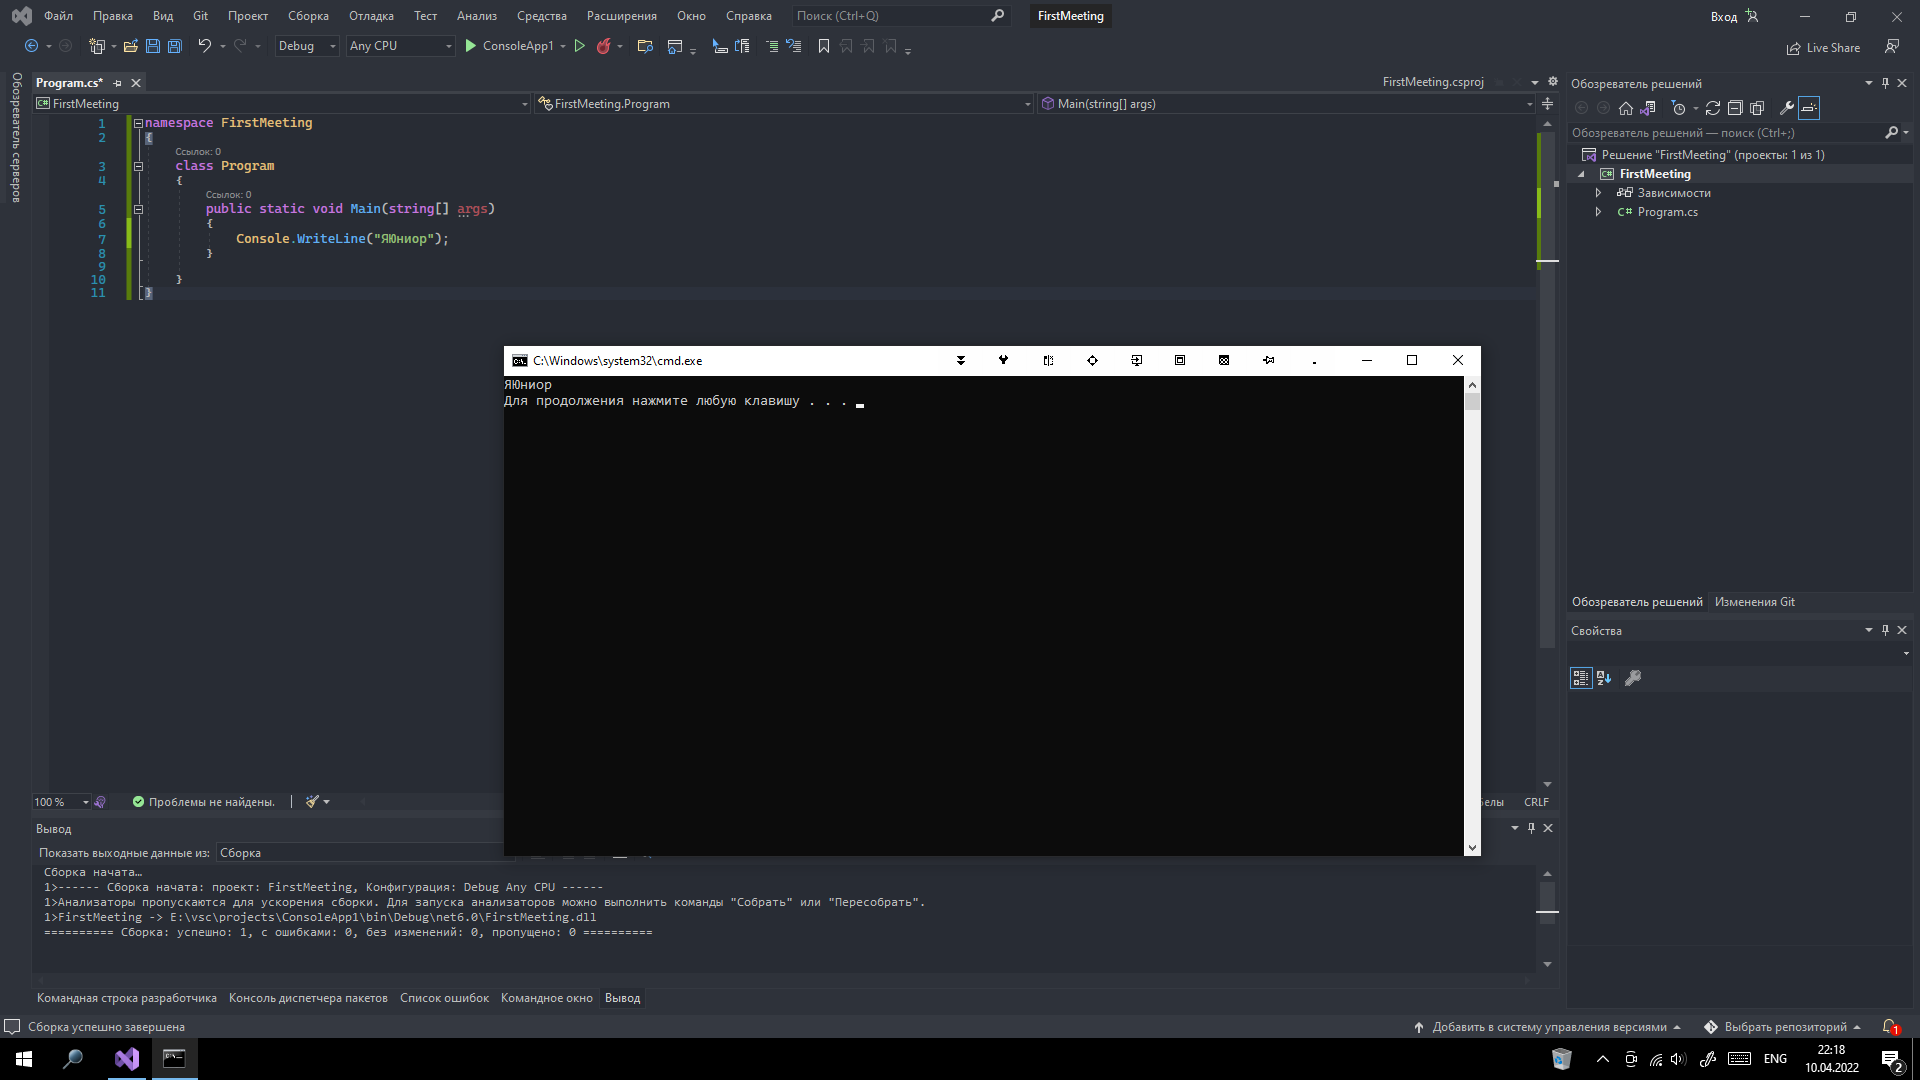 Файл Правка Вид Git Проект Сборка Отладка Тест Анализ Средства Расширения Окно Справка Поиск (Ctrl+Q) FirstMeeting Вход
Debug Any CPU ConsoleApp1 Live Share
Обозреватель серверов
Program.cs* FirstMeeting.csproj
FirstMeeting FirstMeeting.Program Main(string[] args)
1 namespace FirstMeeting
2 {
Ссылок: 0
3 class Program
4 {
Ссылок: 0
5 public static void Main(string[] args)
6 {
7 Console.WriteLine("ЯЮниор");
8 }
9
10 }
11 }
C:\Windows\system32\cmd.exe
ЯЮниор
Для продолжения нажмите любую клавишу . . .
100 % Проблемы не найдены. CRLF
Вывод
Показать выходные данные из: Сборка
Сборка начата…
1>------ Сборка начата: проект: FirstMeeting, Конфигурация: Debug Any CPU ------
1>Анализаторы пропускаются для ускорения сборки. Для запуска анализаторов можно выполнить команды "Собрать" или "Пересобрать".
1>FirstMeeting -> E:\vsc\projects\ConsoleApp1\bin\Debug\net6.0\FirstMeeting.dll
========== Сборка: успешно: 1, с ошибками: 0, без изменений: 0, пропущено: 0 ==========
Командная строка разработчика Консоль диспетчера пакетов Список ошибок Командное окно Вывод
Обозреватель решений
Обозреватель решений — поиск (Ctrl+;)
Решение "FirstMeeting" (проекты: 1 из 1)
FirstMeeting
Зависимости
C# Program.cs
Обозреватель решений Изменения Git
Свойства
Сборка успешно завершена Добавить в систему управления версиями Выбрать репозиторий 1
ENG 22:18
10.04.2022 2